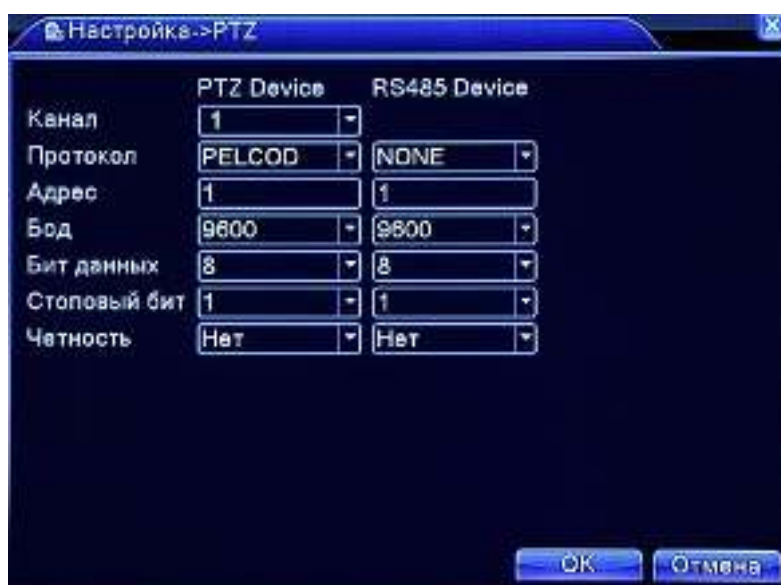 Настройка->PTZ
PTZ Device RS485 Device
Канал 1
Протокол PELCOD NONE
Адрес 1 1
Бод 9600 9600
Бит данных 8 8
Стоповый бит 1 1
Четность Нет Нет
OK Отмена